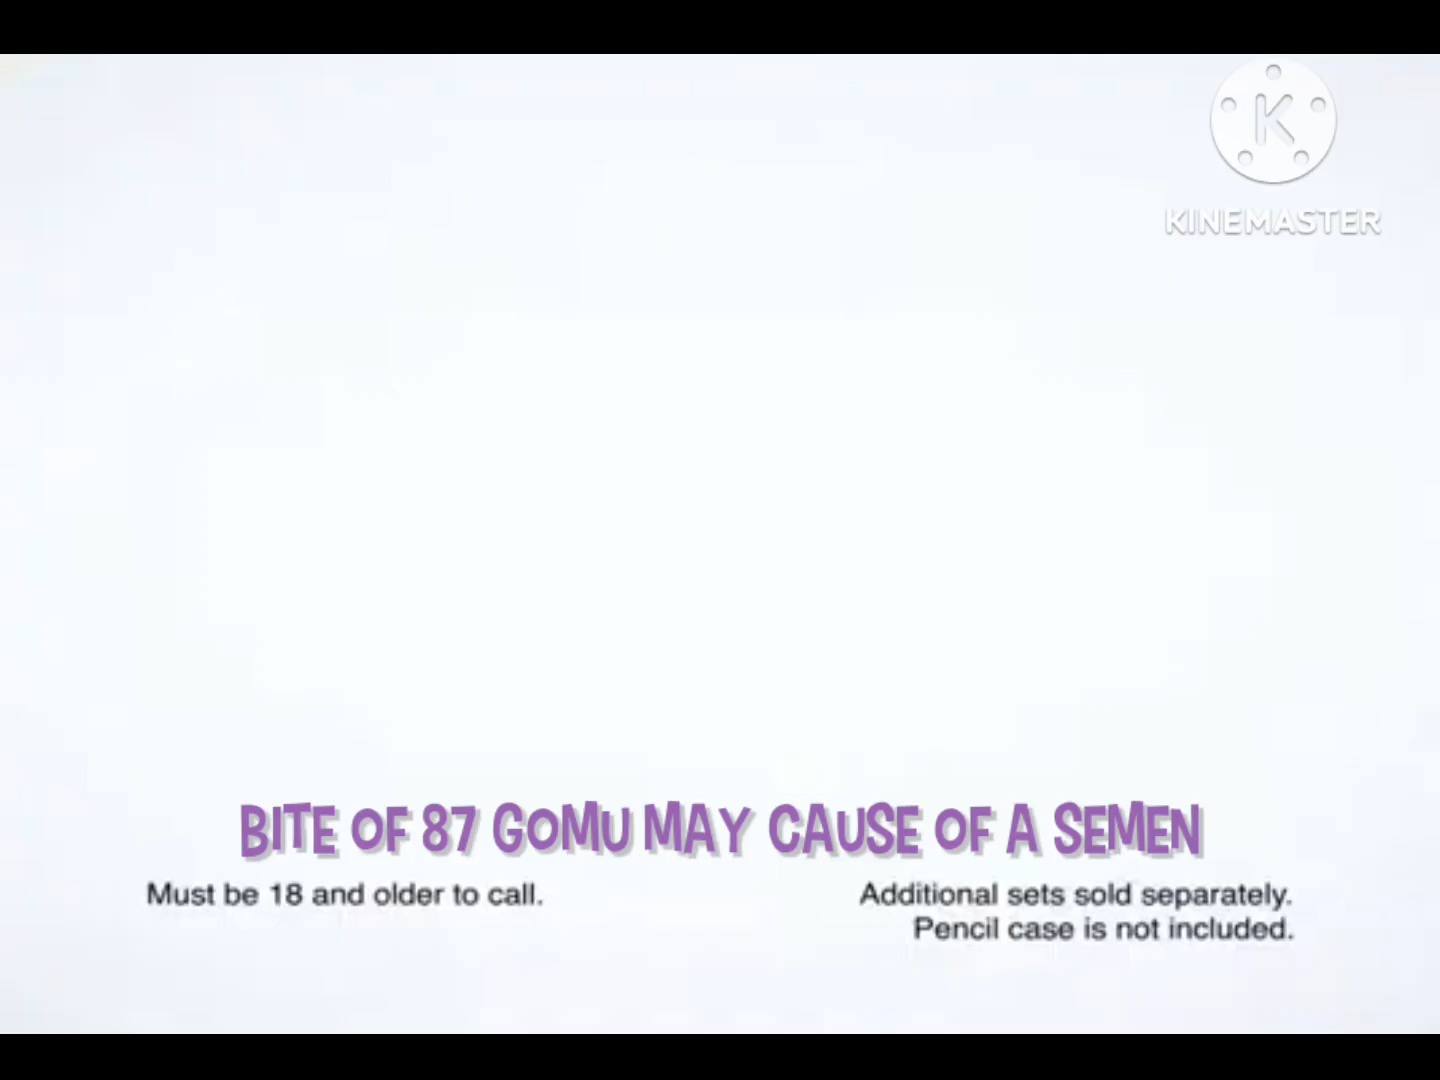 K
KINEMASTER
BITE OF 87 GOMU MAY CAUSE OF A SEMEN
Must be 18 and older to call.
Additional sets sold separately.
Pencil case is not included.